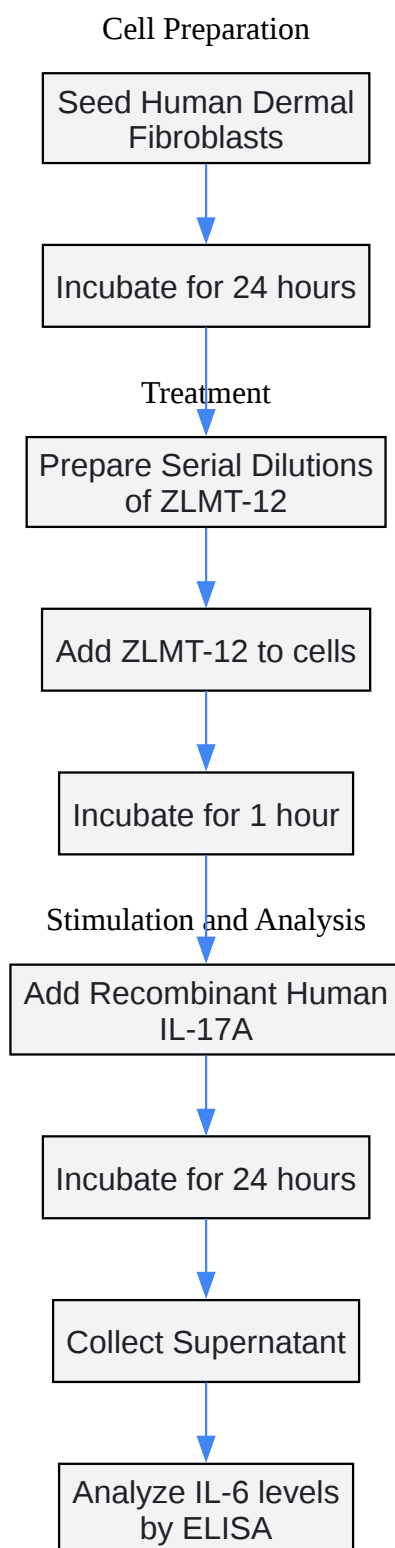 Cell Preparation
Seed Human Dermal
Fibroblasts
Incubate for 24 hours
Treatment
Prepare Serial Dilutions
of ZLMT-12
Add ZLMT-12 to cells
Incubate for 1 hour
Stimulation and Analysis
Add Recombinant Human
IL-17A
Incubate for 24 hours
Collect Supernatant
Analyze IL-6 levels
by ELISA